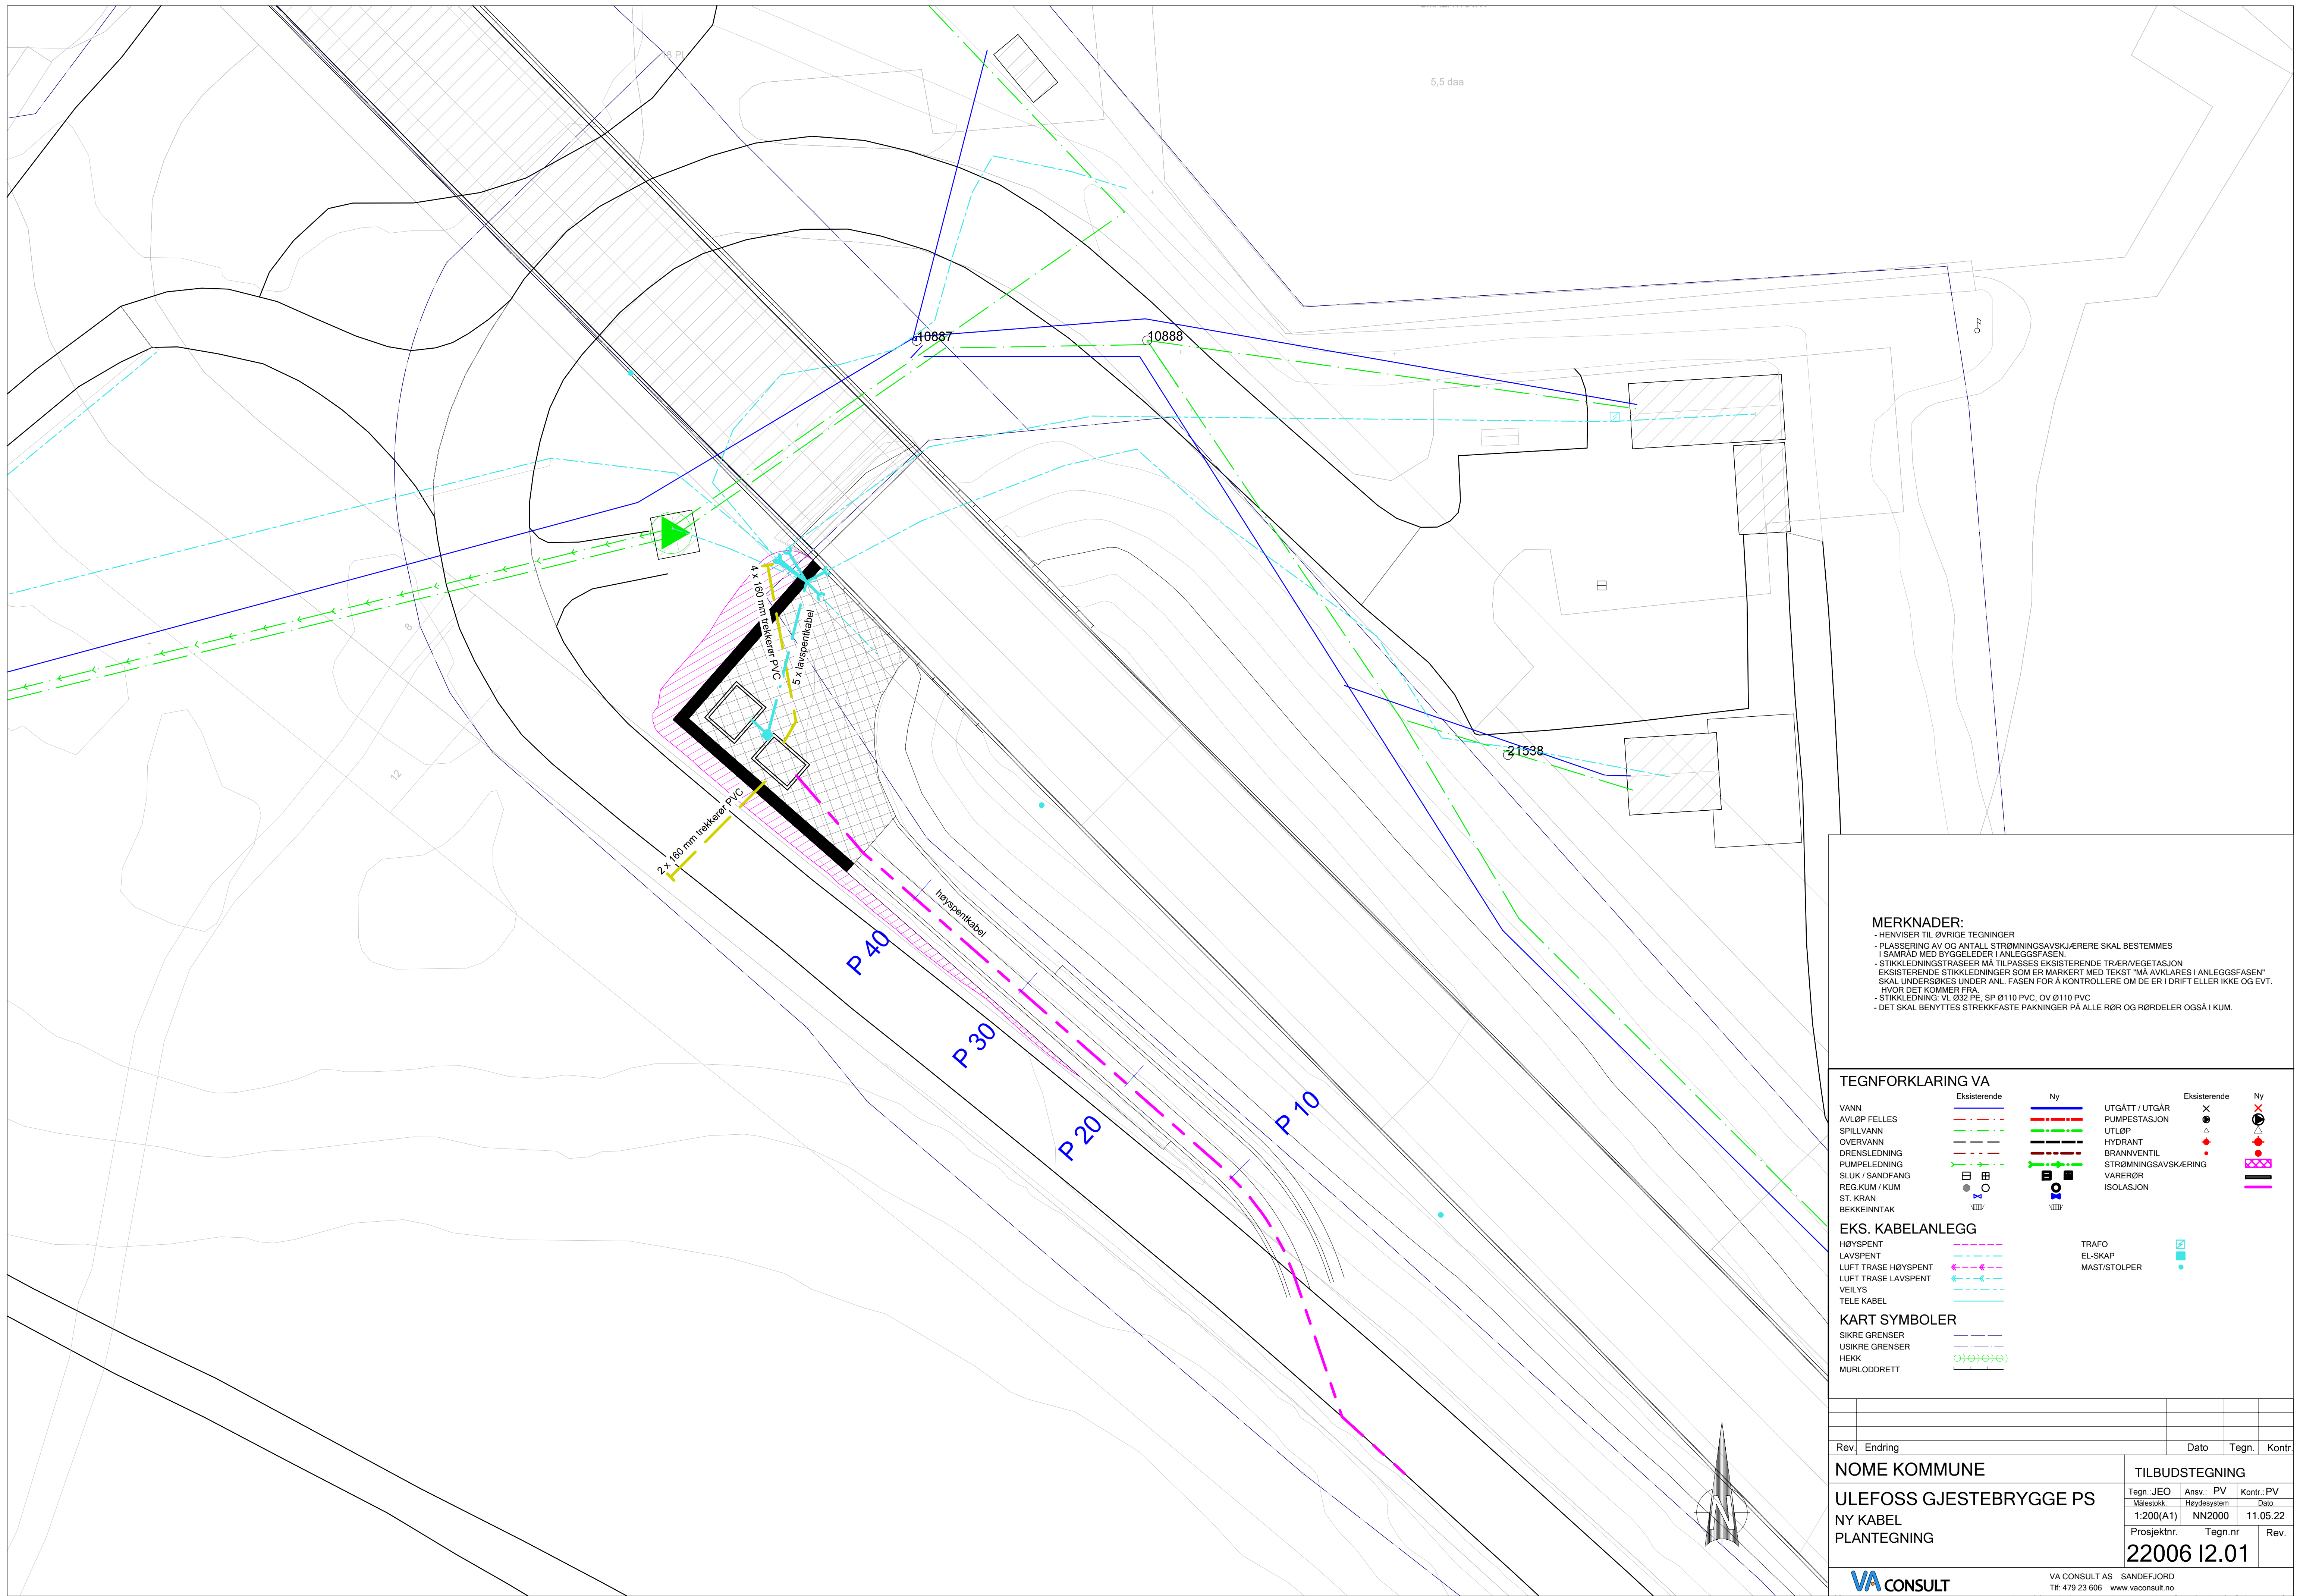 8 PI
5,5 daa
10887
10888
4 x 160 mm trekkerør PVC
5 x lavspentkabel
8
12
21538
2 x 160 mm trekkerør PVC
høyspentkabel
P 40
P 30
P 20
P 10
MERKNADER:
- HENVISER TIL ØVRIGE TEGNINGER
- PLASSERING AV OG ANTALL STRØMNINGSAVSKJÆRERE SKAL BESTEMMES
I SAMRÅD MED BYGGELEDER I ANLEGGSFASEN.
- STIKKLEDNINGSTRASEER MÅ TILPASSES EKSISTERENDE TRÆR/VEGETASJON
EKSISTERENDE STIKKLEDNINGER SOM ER MARKERT MED TEKST "MÅ AVKLARES I ANLEGGSFASEN"
SKAL UNDERSØKES UNDER ANL. FASEN FOR Å KONTROLLERE OM DE ER I DRIFT ELLER IKKE OG EVT.
HVOR DET KOMMER FRA.
- STIKKLEDNING: VL Ø32 PE, SP Ø110 PVC, OV Ø110 PVC
- DET SKAL BENYTTES STREKKFASTE PAKNINGER PÅ ALLE RØR OG RØRDELER OGSÅ I KUM.
TEGNFORKLARING VA
Eksisterende Ny Eksisterende Ny
VANN UTGÅTT / UTGÅR
AVLØP FELLES PUMPESTASJON
SPILLVANN UTLØP
OVERVANN HYDRANT
DRENSLEDNING BRANNVENTIL
PUMPELEDNING STRØMNINGSAVSKÆRING
SLUK / SANDFANG VARERØR
REG.KUM / KUM ISOLASJON
ST. KRAN
BEKKEINNTAK
EKS. KABELANLEGG
HØYSPENT TRAFO
LAVSPENT EL-SKAP
LUFT TRASE HØYSPENT MAST/STOLPER
LUFT TRASE LAVSPENT
VEILYS
TELE KABEL
KART SYMBOLER
SIKRE GRENSER
USIKRE GRENSER
HEKK
MURLODDRETT
N
Rev. Endring Dato Tegn. Kontr.
NOME KOMMUNE TILBUDSTEGNING
ULEFOSS GJESTEBRYGGE PS
NY KABEL
PLANTEGNING
Tegn.:JEO Ansv.: PV Kontr.:PV
Målestokk: Høydesystem Dato:
1:200(A1) NN2000 11.05.22
Prosjektnr. Tegn.nr Rev.
22006 I2.01
VA CONSULT
VA CONSULT AS SANDEFJORD
Tlf: 479 23 606 www.vaconsult.no